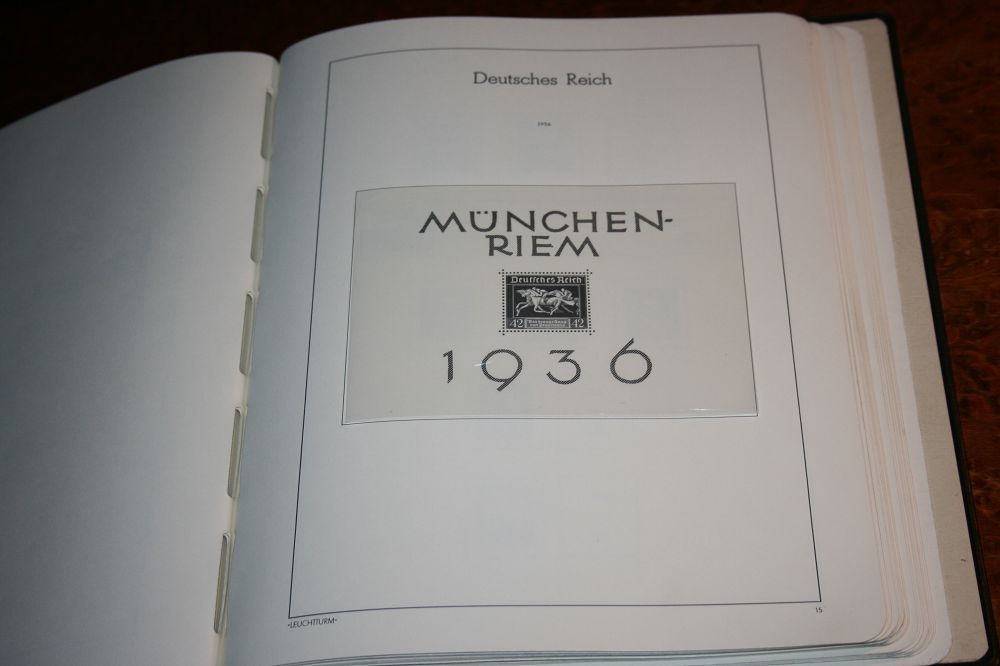 Deutsches Reich
1936
MÜNCHEN-
RIEM
Deutsches Reich
42 42
1936
15
«LEUCHTTURM»